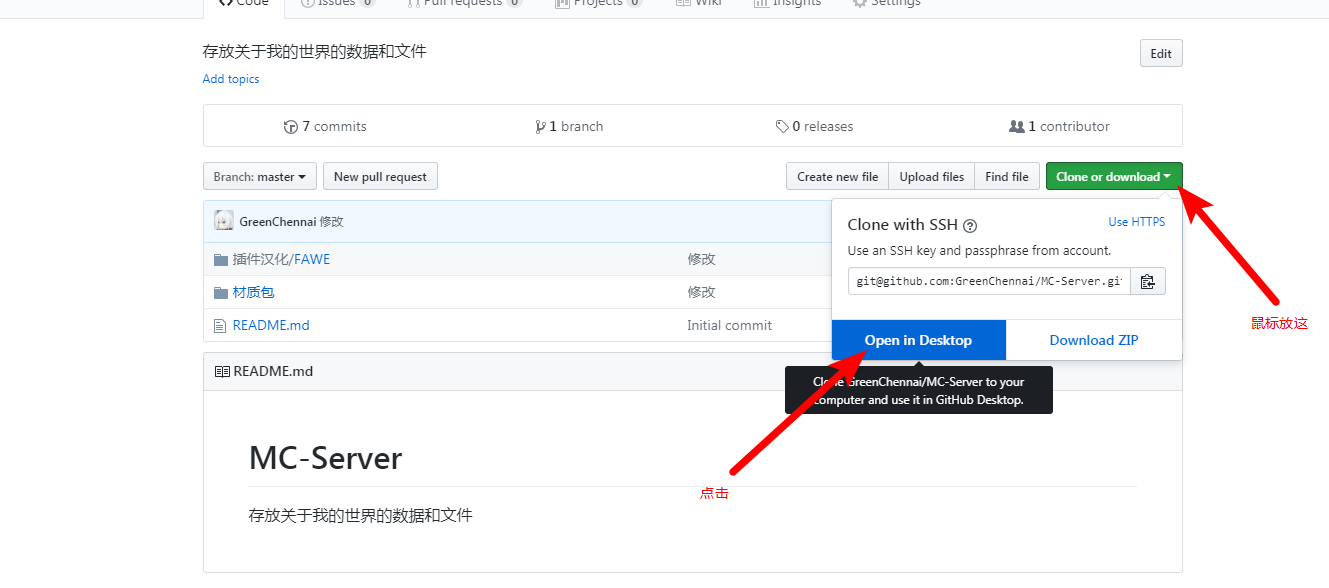 Code Issues 0 Pull requests 0 Projects 0 Wiki Insights Settings
存放关于我的世界的数据和文件
Edit
Add topics
7 commits 1 branch 0 releases 1 contributor
Branch: master New pull request Create new file Upload files Find file Clone or download
GreenChennai 修改
插件汉化/FAWE 修改
材质包 修改
README.md Initial commit
Clone with SSH Use HTTPS
Use an SSH key and passphrase from account.
git@github.com:GreenChennai/MC-Server.gi
Open in Desktop Download ZIP
鼠标放这
Clone GreenChennai/MC-Server to your
computer and use it in GitHub Desktop.
点击
README.md
MC-Server
存放关于我的世界的数据和文件